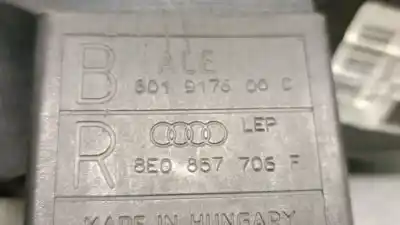 B ALE
601 9176 00 C
R LEP
8E0 857 706 F
MADE IN HUNGARY